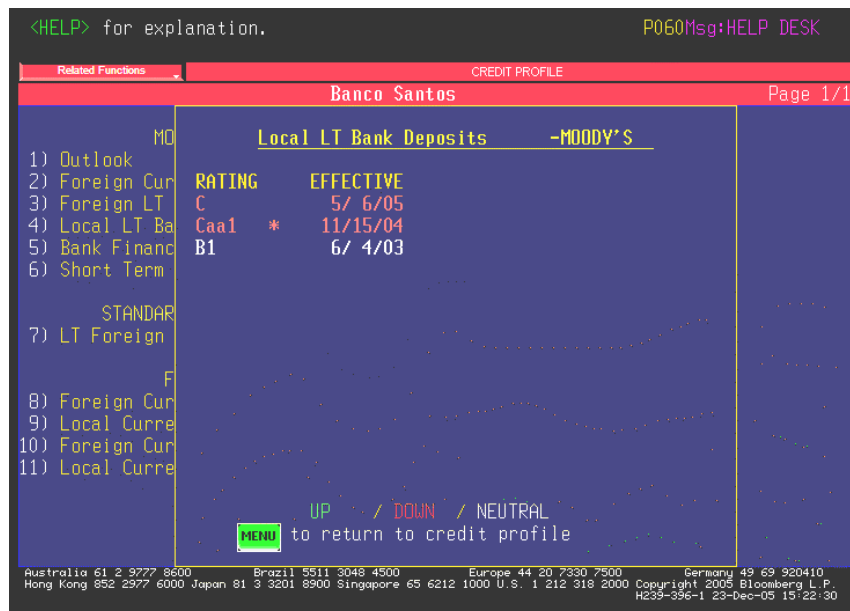 <HELP> for explanation. P060Msg:HELP DESK
Related Functions CREDIT PROFILE
Banco Santos Page 1/1
MO Local LT Bank Deposits -MOODY'S
1) Outlook
2) Foreign Cur RATING EFFECTIVE
3) Foreign LT C 5/ 6/05
4) Local LT Ba Caa1 * 11/15/04
5) Bank Financ B1 6/ 4/03
6) Short Term
STANDAR
7) LT Foreign
F
8) Foreign Cur
9) Local Curre
10) Foreign Cur
11) Local Curre
UP / DOWN / NEUTRAL
MENU to return to credit profile
Australia 61 2 9777 8600 Brazil 5511 3048 4500 Europe 44 20 7330 7500 Germany 49 69 920410
Hong Kong 852 2977 6000 Japan 81 3 3201 8900 Singapore 65 6212 1000 U.S. 1 212 318 2000 Copyright 2005 Bloomberg L.P.
H239-396-1 23-Dec-05 15:22:30